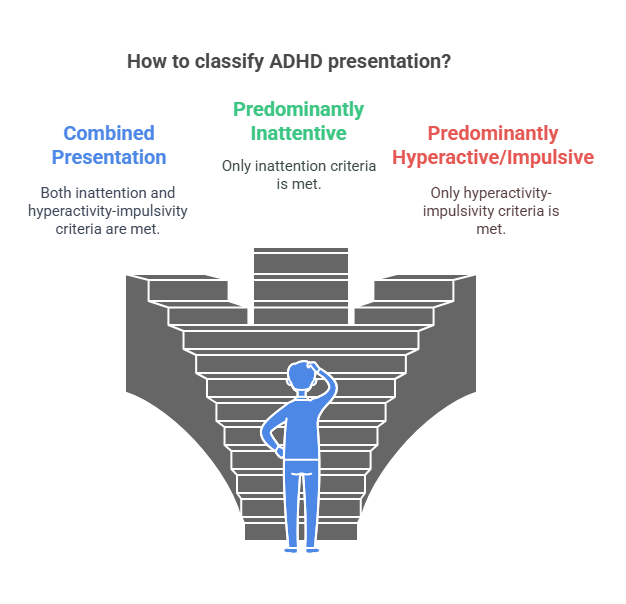 How to classify ADHD presentation?
Combined
Presentation
Both inattention and
hyperactivity-impulsivity
criteria are met.
Predominantly
Inattentive
Only inattention criteria
is met.
Predominantly
Hyperactive/Impulsive
Only hyperactivity-
impulsivity criteria is
met.